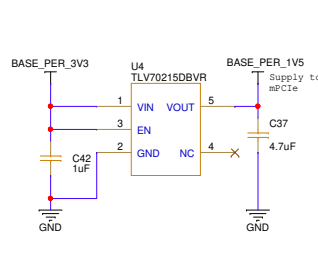 BASE_PER_3V3
U4
TLV70215DBVR
BASE_PER_1V5
Supply to
mPCIe
1 VIN VOUT 5
3 EN
2 GND NC 4
C42
1uF
C37
4.7uF
GND
GND